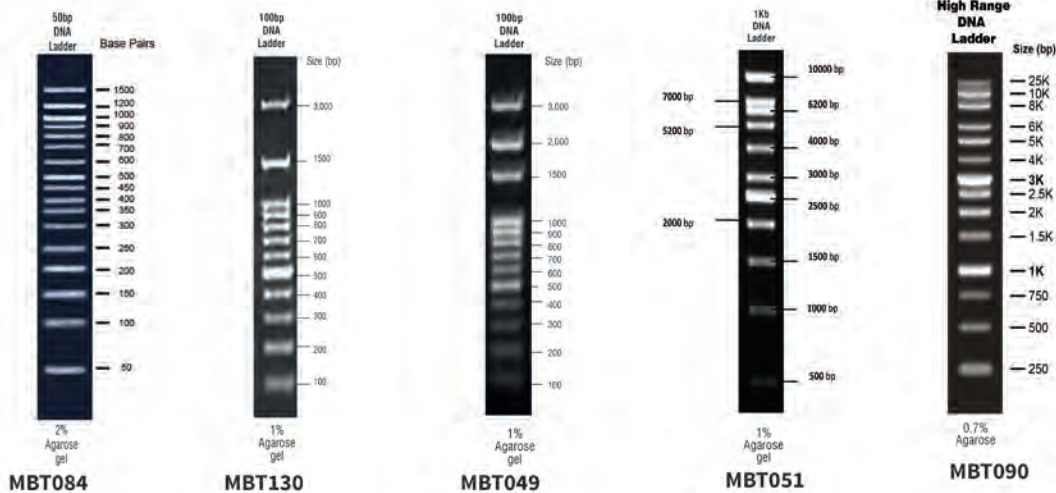 50bp
DNA
Ladder
Base Pairs
1500
1200
1000
900
800
700
600
500
450
400
350
300
250
200
150
100
50
2%
Agarose
gel
MBT084
100bp
DNA
Ladder
Size (bp)
3,000
1500
1000
900
800
700
600
500
400
300
200
100
1%
Agarose
gel
MBT130
100bp
DNA
Ladder
Size (bp)
3,000
2,000
1500
1000
900
800
700
600
500
400
300
200
100
1%
Agarose
gel
MBT049
1Kb
DNA
Ladder
10000 bp
7000 bp
6200 bp
5200 bp
4000 bp
3000 bp
2500 bp
2000 bp
1500 bp
1000 bp
500 bp
1%
Agarose
gel
MBT051
High Range
DNA
Ladder
Size (bp)
25K
10K
8K
6K
5K
4K
3K
2.5K
2K
1.5K
1K
750
500
250
0.7%
Agarose
MBT090